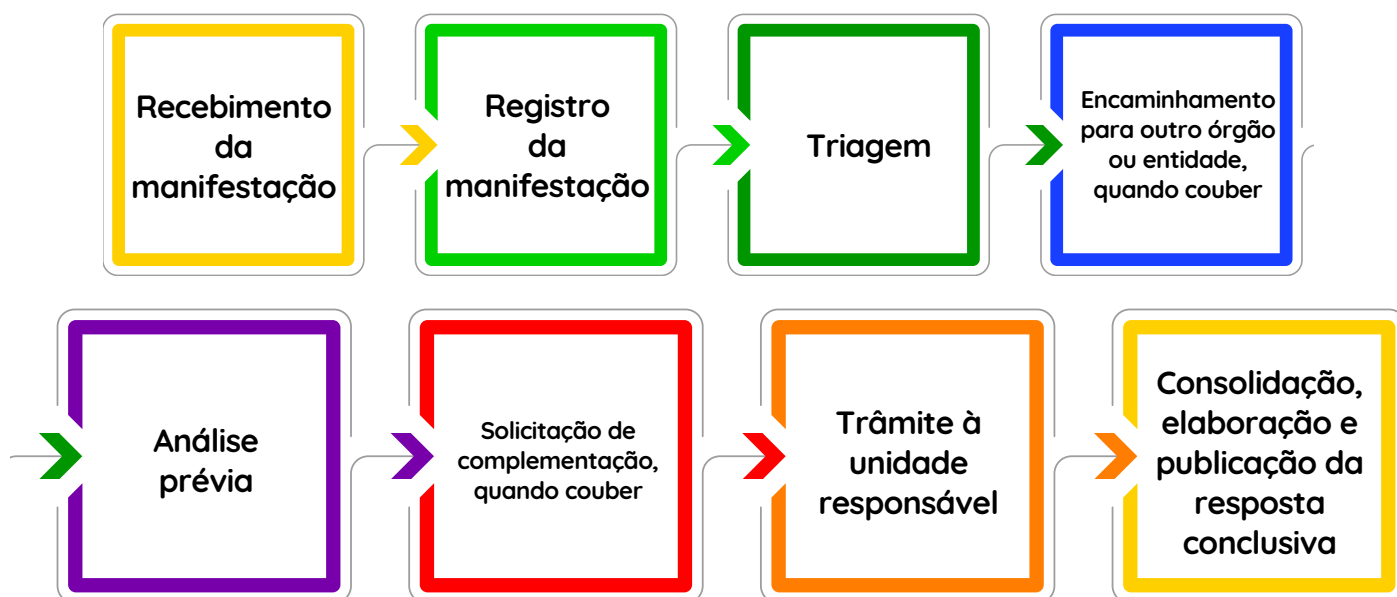 Recebimento
da
manifestação
Registro
da
manifestação
Triagem
Encaminhamento
para outro órgão
ou entidade,
quando couber
Análise
prévia
Solicitação de
complementação,
quando couber
Trâmite à
unidade
responsável
Consolidação,
elaboração e
publicação da
resposta
conclusiva